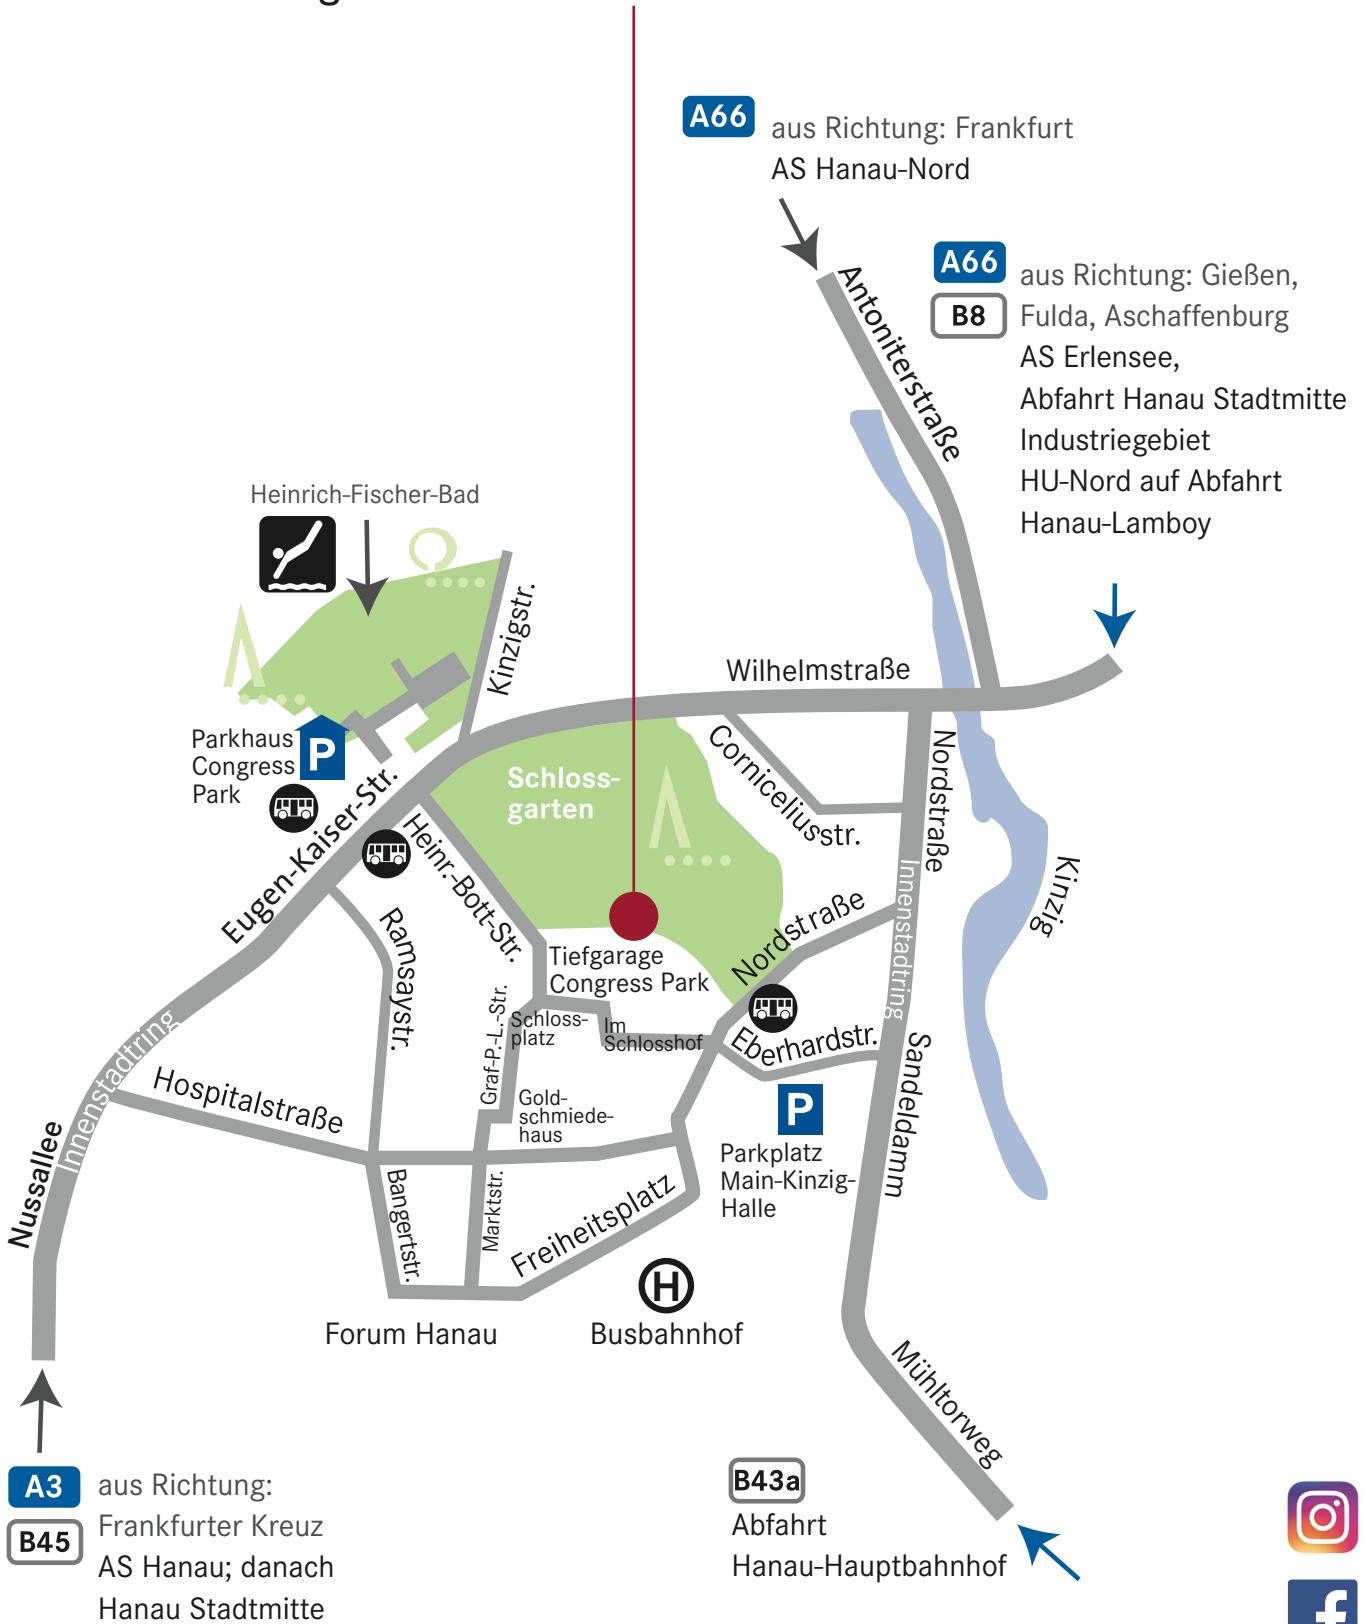 A66
aus Richtung: Frankfurt
AS Hanau-Nord
A66
B8
aus Richtung: Gießen,
Fulda, Aschaffenburg
AS Erlensee,
Abfahrt Hanau Stadtmitte
Industriegebiet
HU-Nord auf Abfahrt
Hanau-Lamboy
Antoniterstraße
Heinrich-Fischer-Bad
Kinzigstr.
Wilhelmstraße
Parkhaus
Congress
Park
P
Schloss-
garten
Corniceliusstr.
Nordstraße
Eugen-Kaiser-Str.
Heinr.-Bott-Str.
Kinzig
Innenstadtring
Ramsaystr.
Nordstraße
Tiefgarage
Congress Park
Graf-P.-L.-Str.
Schloss-
platz
Im
Schlosshof
Eberhardstr.
Sandeldamm
Innenstadtring
Hospitalstraße
Gold-
schmiede-
haus
P
Parkplatz
Main-Kinzig-
Halle
Nussallee
Bangertstr.
Marktstr.
Freiheitsplatz
H
Forum Hanau
Busbahnhof
Mühltorweg
A3
B45
aus Richtung:
Frankfurter Kreuz
AS Hanau; danach
Hanau Stadtmitte
B43a
Abfahrt
Hanau-Hauptbahnhof
f